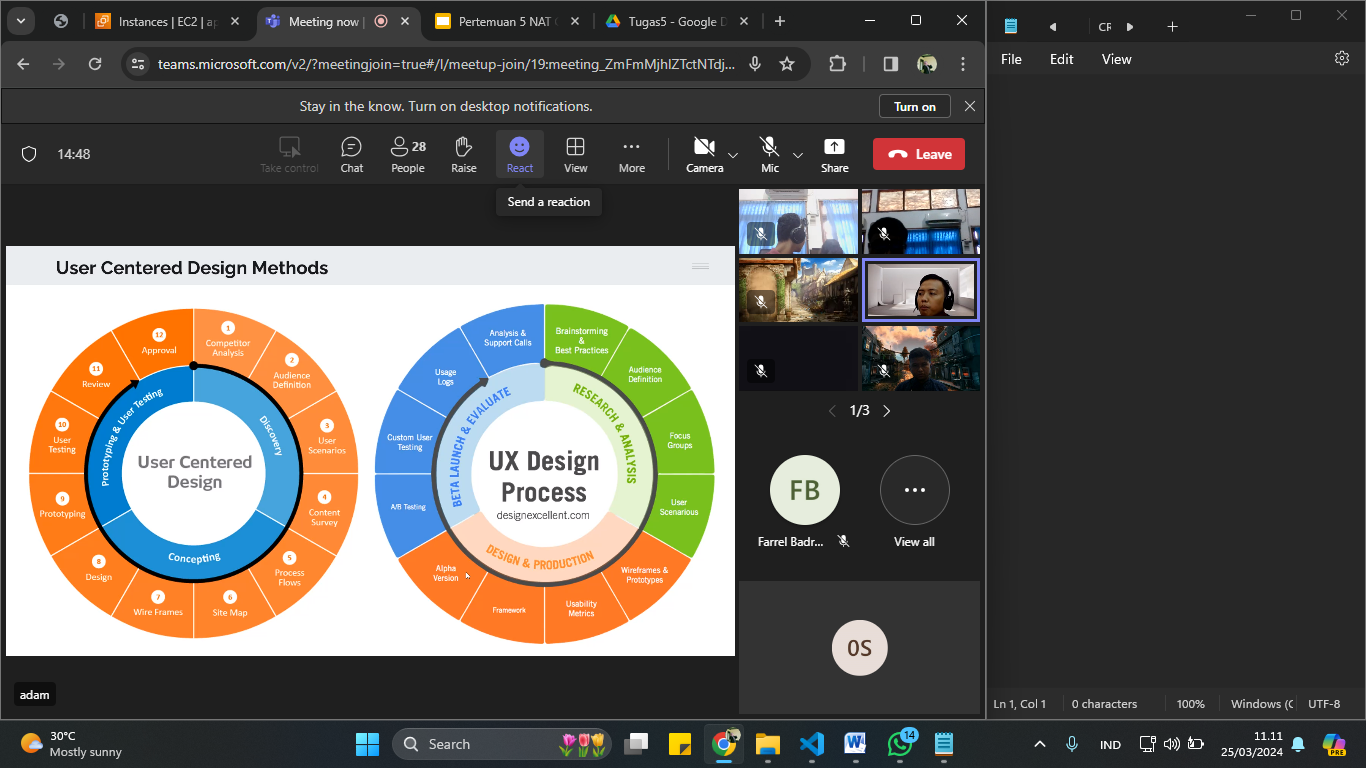 Instances | EC2 | ap
Meeting now |
Pertemuan 5 NAT
Tugas5 - Google D
teams.microsoft.com/v2/?meetingjoin=true#/l/meetup-join/19:meeting_ZmFmMjhlZTctNTdj...
Stay in the know. Turn on desktop notifications.
Turn on
14:48
Take control
Chat
28
People
Raise
React
View
More
Camera
Mic
Share
Leave
Send a reaction
User Centered Design Methods
User Centered
Design
Discovery
Concepting
Prototyping & User Testing
1
Competitor
Analysis
2
Audience
Definition
3
User
Scenarios
4
Content
Survey
5
Process
Flows
6
Site Map
7
Wire Frames
8
Design
9
Prototyping
10
User
Testing
11
Review
12
Approval
UX Design
Process
designexcellent.com
RESEARCH & ANALYSIS
DESIGN & PRODUCTION
BETA LAUNCH & EVALUATE
Brainstorming
&
Best Practices
Audience
Definition
Focus
Groups
User
Scenarious
Wireframes &
Prototypes
Usability
Metrics
Framework
Alpha
Version
A/B Testing
Custom User
Testing
Usage
Logs
Analysis &
Support Calls
adam
1/3
FB
Farrel Badr...
View all
OS
CR
File
Edit
View
Ln 1, Col 1
0 characters
100%
Windows (C
UTF-8
30°C
Mostly sunny
Search
14
IND
11.11
25/03/2024
PRE